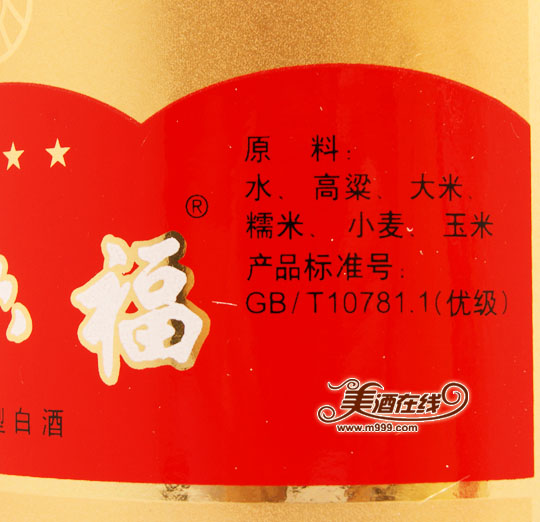 原 料:
水、高粱、大米、
糯米、小麦、玉米
®
产品标准号:
GB/T10781.1(优级)
福
型白酒
美酒在线
www.m999.com